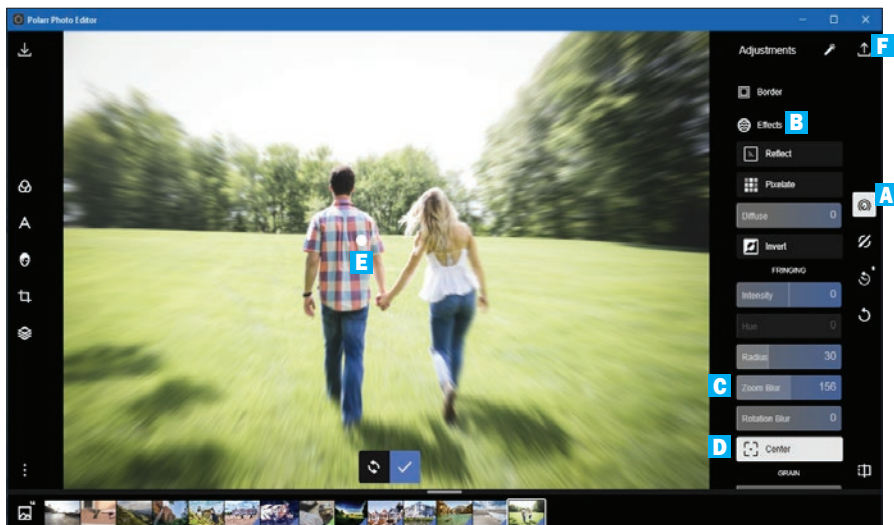 Polarr Photo Editor
Adjustments
F
Border
Effects B
Reflect
Pixelate
A
Diffuse 0
Invert
FRINGING
Intensity 0
Hue 0
Radius 30
C Zoom Blur 156
Rotation Blur 0
D Center
GRAIN
E
A